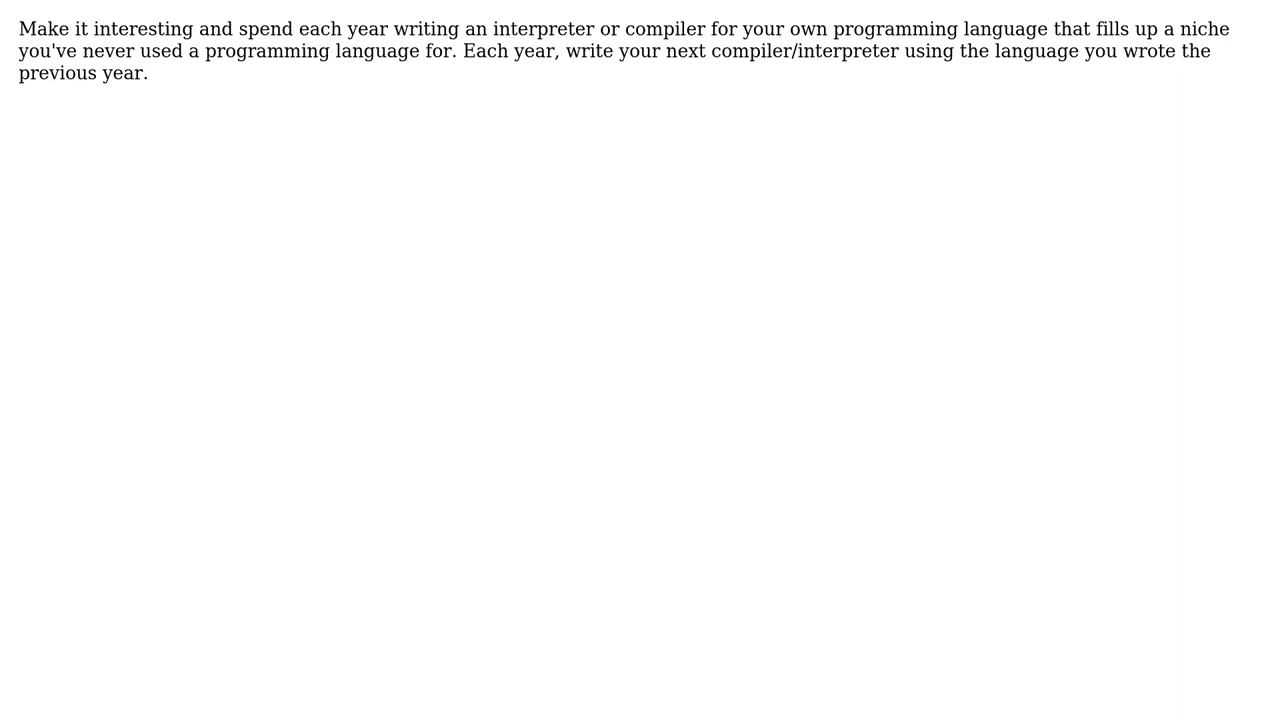 Make it interesting and spend each year writing an interpreter or compiler for your own programming language that fills up a niche
you've never used a programming language for. Each year, write your next compiler/interpreter using the language you wrote the
previous year.